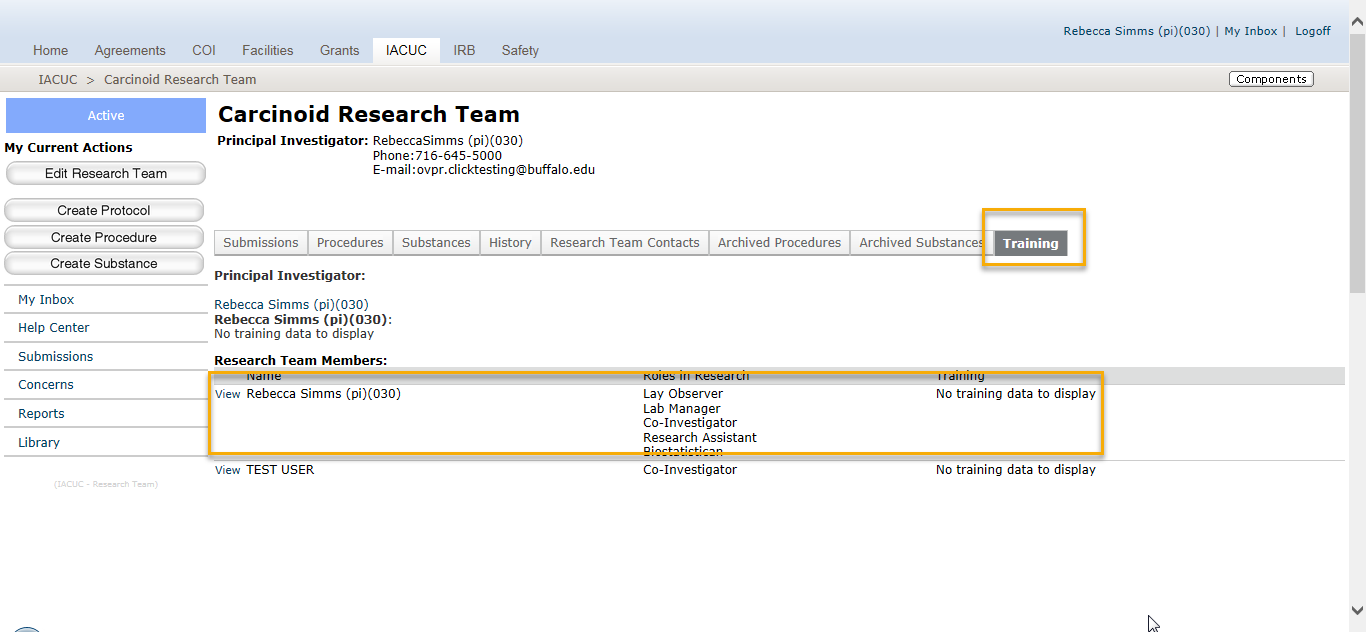 Rebecca Simms (pi)(030) | My Inbox | Logoff
Home Agreements COI Facilities Grants IACUC IRB Safety
IACUC > Carcinoid Research Team
Components
Active
My Current Actions
Edit Research Team
Create Protocol
Create Procedure
Create Substance
My Inbox
Help Center
Submissions
Concerns
Reports
Library
(IACUC - Research Team)
Carcinoid Research Team
Principal Investigator: RebeccaSimms (pi)(030)
Phone:716-645-5000
E-mail:ovpr.clicktesting@buffalo.edu
Submissions Procedures Substances History Research Team Contacts Archived Procedures Archived Substances Training
Principal Investigator:
Rebecca Simms (pi)(030)
Rebecca Simms (pi)(030):
No training data to display
Research Team Members:
Name Roles in Research Training
View Rebecca Simms (pi)(030) Lay Observer No training data to display
Lab Manager
Co-Investigator
Research Assistant
Biostatistican
View TEST USER Co-Investigator No training data to display